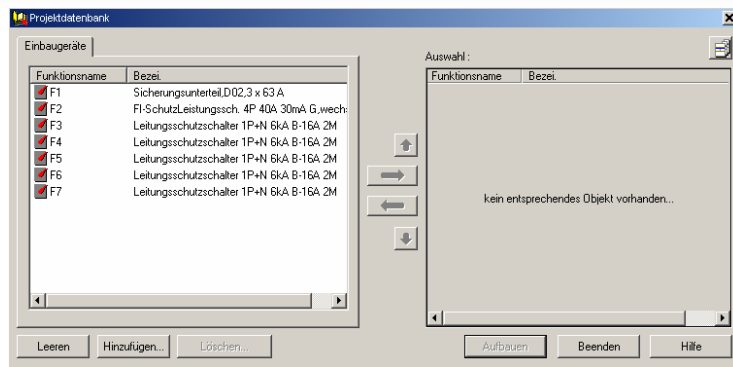 Projektdatenbank
Einbaugeräte
Funktionsname Bezei.
F1 Sicherungsunterteil,D02,3 x 63 A
F2 FI-SchutzLeistungssch. 4P 40A 30mA G,wech:
F3 Leitungsschutzschalter 1P+N 6kA B-16A 2M
F4 Leitungsschutzschalter 1P+N 6kA B-16A 2M
F5 Leitungsschutzschalter 1P+N 6kA B-16A 2M
F6 Leitungsschutzschalter 1P+N 6kA B-16A 2M
F7 Leitungsschutzschalter 1P+N 6kA B-16A 2M
Auswahl :
Funktionsname Bezei.
kein entsprechendes Objekt vorhanden...
Leeren Hinzufügen... Löschen... Aufbauen Beenden Hilfe